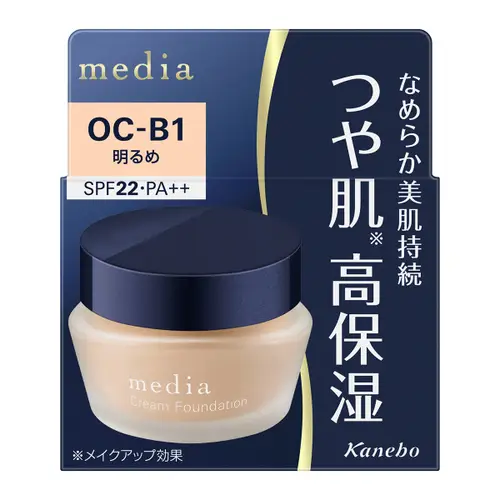 media
OC-B1
明るめ
SPF22・PA++
なめらか美肌持続
つや肌※高保湿
media
Cream Foundation
※メイクアップ効果
Kanebo